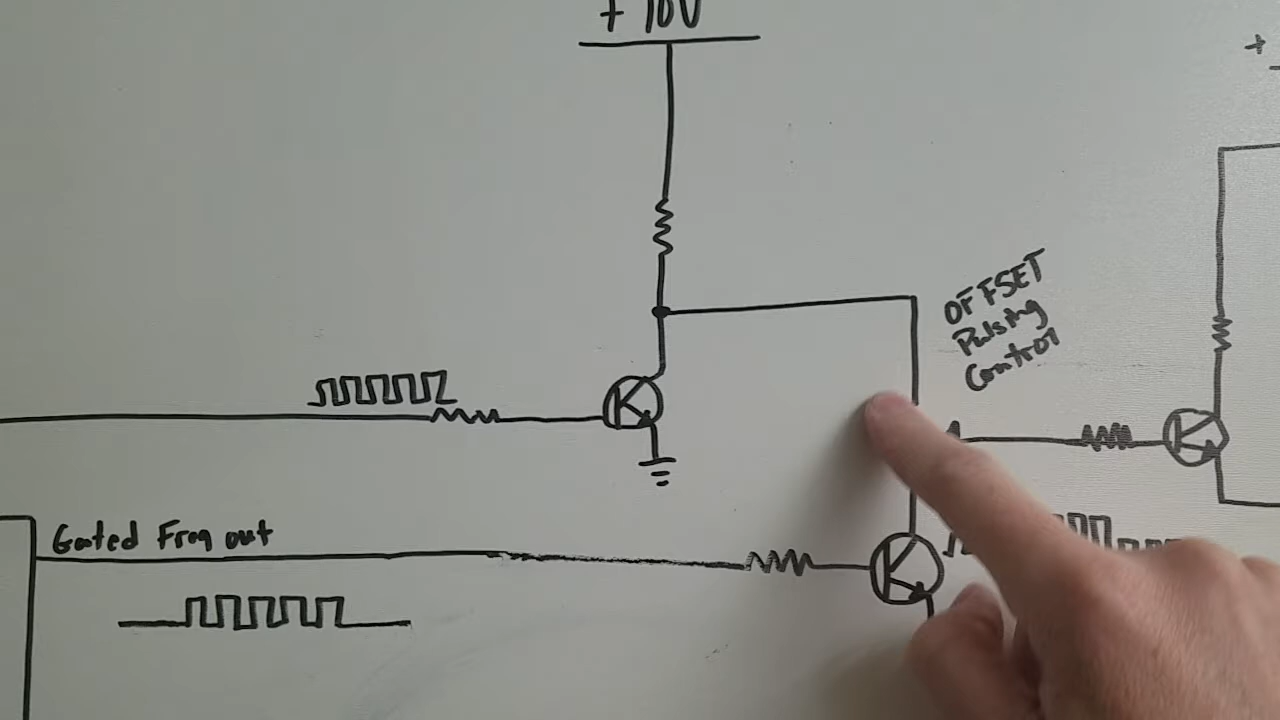 + 10V
+
OFFSET
Pulsing
Control
Gated Freq out